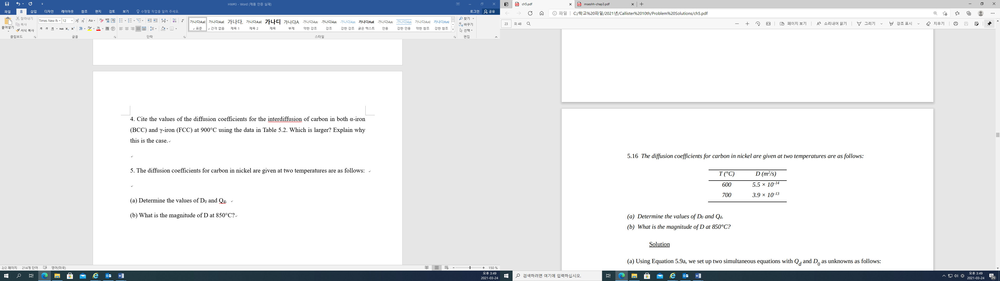 HW#3 - Word (제품 인증 실패)
파일 홈 삽입 디자인 레이아웃 참조 편지 검토 보기 수행할 작업을 알려 주세요. 로그인 공유
붙여넣기
잘라내기
복사
서식 복사
클립보드
Times New R 12
글꼴
단락
가나다AaE 가나다AaE 가나다. 가나다AaE 가나디 가나다A 가나다Aa 가나다Aa 가나다Aa 가나다AaI 가나다Aa 가나다Aa 가나다AAE 가나다AAI
표준 간격 없음 제목 1 제목 2 제목 부제 약한 강조 강조 강한 강조 굵은 텍스트 인용 강한 인용 약한 참조 강한 참조
스타일
찾기
바꾸기
선택
편집
4. Cite the values of the diffusion coefficients for the interdiffusion of carbon in both α-iron
(BCC) and γ-iron (FCC) at 900°C using the data in Table 5.2. Which is larger? Explain why
this is the case.
5. The diffusion coefficients for carbon in nickel are given at two temperatures are as follows:
(a) Determine the values of D0 and Qd.
(b) What is the magnitude of D at 850°C?
2/2 페이지 214개 단어 영어(미국) 150 %
오후 3:49
2021-03-24
ch5.pdf mseshh-chap3.pdf
파일 C:/학교%20파일/2021년/Callister%2010th/Problem%20Solutions/ch5.pdf
23 의 48 페이지 보기 소리내어 읽기 그리기 강조 표시 지우기
5.16 The diffusion coefficients for carbon in nickel are given at two temperatures are as follows:
T (°C) D (m²/s)
600 5.5 × 10⁻¹⁴
700 3.9 × 10⁻¹³
(a) Determine the values of D0 and Qd.
(b) What is the magnitude of D at 850°C?
Solution
(a) Using Equation 5.9a, we set up two simultaneous equations with Qd and D0 as unknowns as follows:
검색하려면 여기에 입력하십시오.
오후 3:49
2021-03-24
20